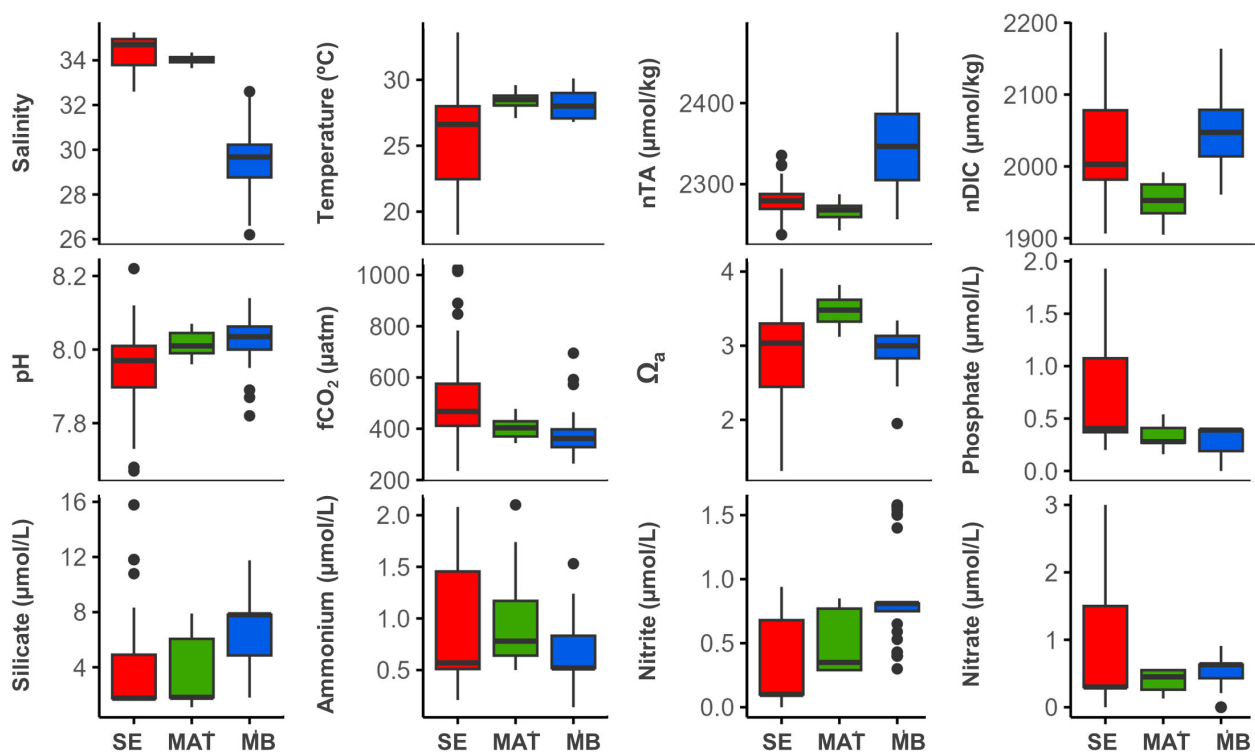 Salinity
34
32
30
28
26
Temperature (ºC)
30
25
20
nTA (µmol/kg)
2400
2300
nDIC (µmol/kg)
2200
2100
2000
1900
pH
8.2
8.0
7.8
fCO₂ (µatm)
1000
800
600
400
200
Ωₐ
4
3
2
Phosphate (µmol/L)
2.0
1.5
1.0
0.5
0.0
Silicate (µmol/L)
16
12
8
4
Ammonium (µmol/L)
2.0
1.5
1.0
0.5
Nitrite (µmol/L)
1.5
1.0
0.5
0.0
Nitrate (µmol/L)
3
2
1
0
SE MAT MB
SE MAT MB
SE MAT MB
SE MAT MB